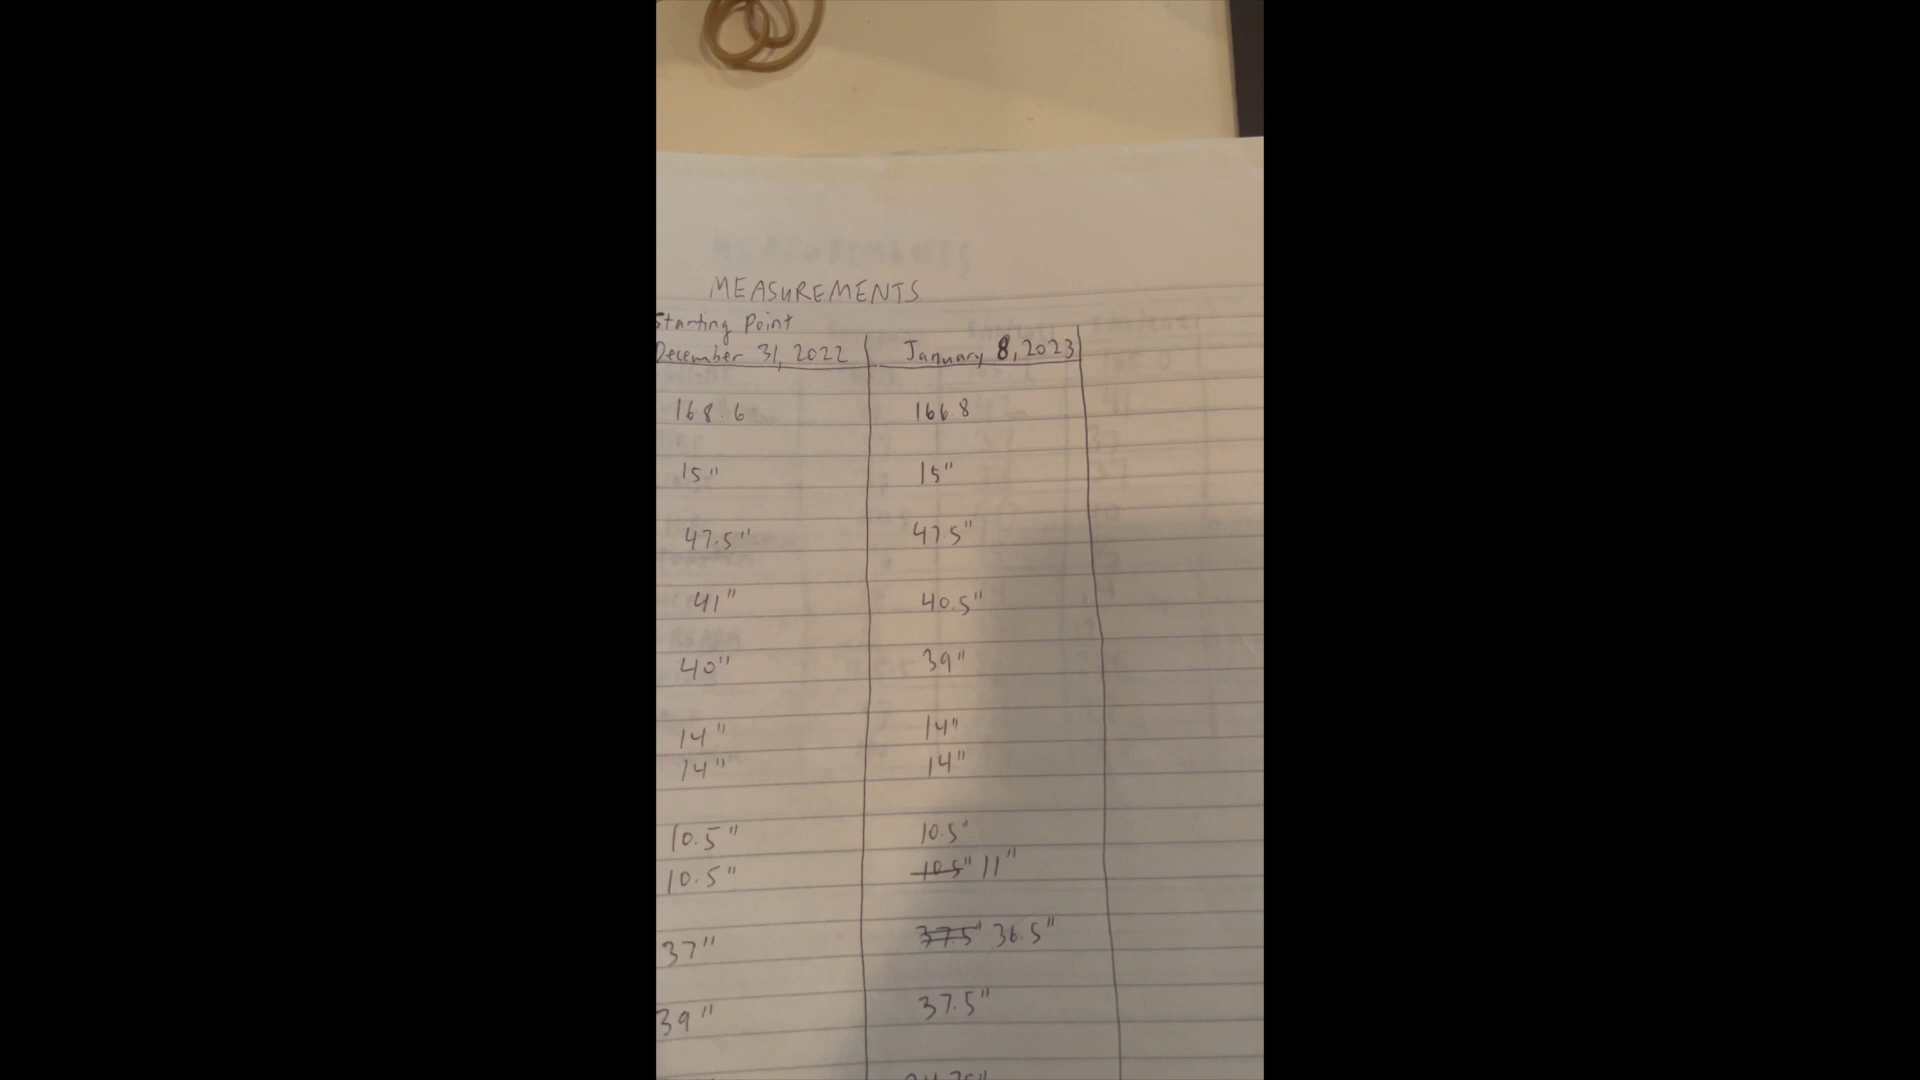 MEASUREMENTS
Starting Point
December 31, 2022 January 8, 2023
168.6 166.8
15" 15"
47.5" 47.5"
41" 40.5"
40" 39"
14" 14"
14" 14"
10.5" 10.5"
10.5" 10.5" 11"
37" 37.5" 36.5"
39" 37.5"